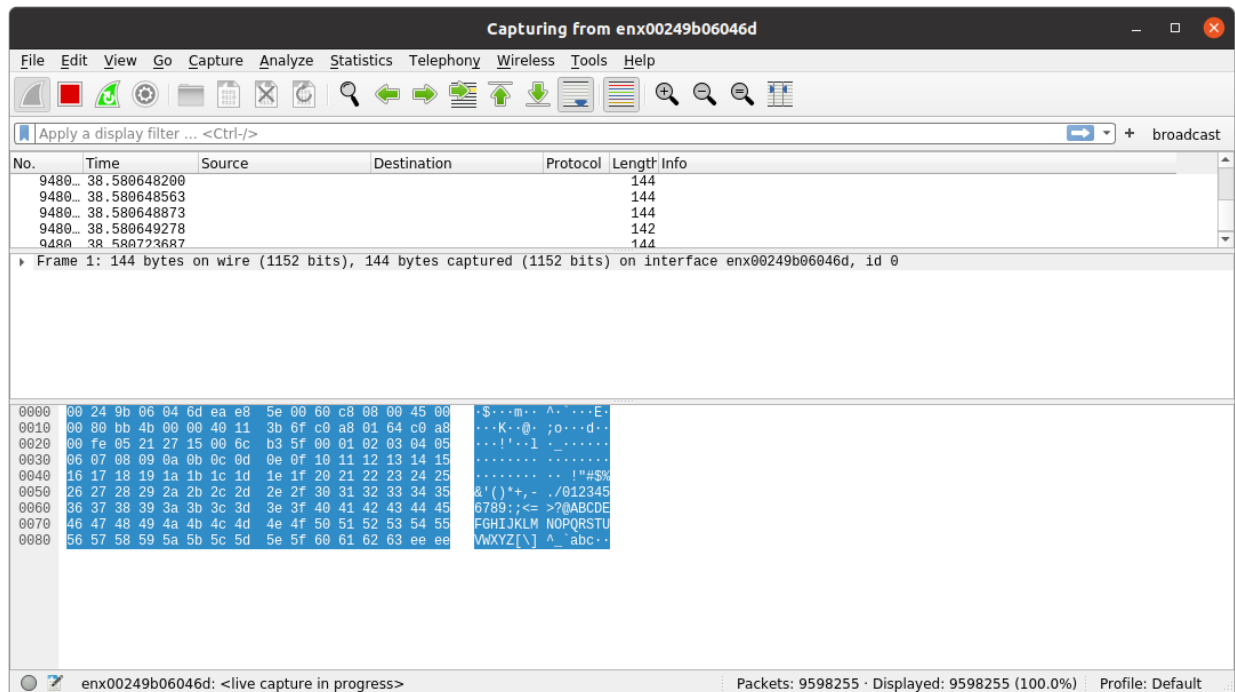 Capturing from enx00249b06046d
File Edit View Go Capture Analyze Statistics Telephony Wireless Tools Help
Apply a display filter ... <Ctrl-/> + broadcast
No. Time Source Destination Protocol Length Info
9480… 38.580648200 144
9480… 38.580648563 144
9480… 38.580648873 144
9480… 38.580649278 142
9480 38.580723687 144
Frame 1: 144 bytes on wire (1152 bits), 144 bytes captured (1152 bits) on interface enx00249b06046d, id 0
0000 00 24 9b 06 04 6d ea e8 5e 00 60 c8 08 00 45 00 ·$···m·· ^·`···E·
0010 00 80 bb 4b 00 00 40 11 3b 6f c0 a8 01 64 c0 a8 ···K··@· ;o···d··
0020 00 fe 05 21 27 15 00 6c b3 5f 00 01 02 03 04 05 ···!'··l ·_······
0030 06 07 08 09 0a 0b 0c 0d 0e 0f 10 11 12 13 14 15 ········ ········
0040 16 17 18 19 1a 1b 1c 1d 1e 1f 20 21 22 23 24 25 ········ ·· !"#$%
0050 26 27 28 29 2a 2b 2c 2d 2e 2f 30 31 32 33 34 35 &'()*+,- ./012345
0060 36 37 38 39 3a 3b 3c 3d 3e 3f 40 41 42 43 44 45 6789:;<= >?@ABCDE
0070 46 47 48 49 4a 4b 4c 4d 4e 4f 50 51 52 53 54 55 FGHIJKLM NOPQRSTU
0080 56 57 58 59 5a 5b 5c 5d 5e 5f 60 61 62 63 ee ee VWXYZ[\] ^_`abc··
enx00249b06046d: <live capture in progress> Packets: 9598255 · Displayed: 9598255 (100.0%) Profile: Default